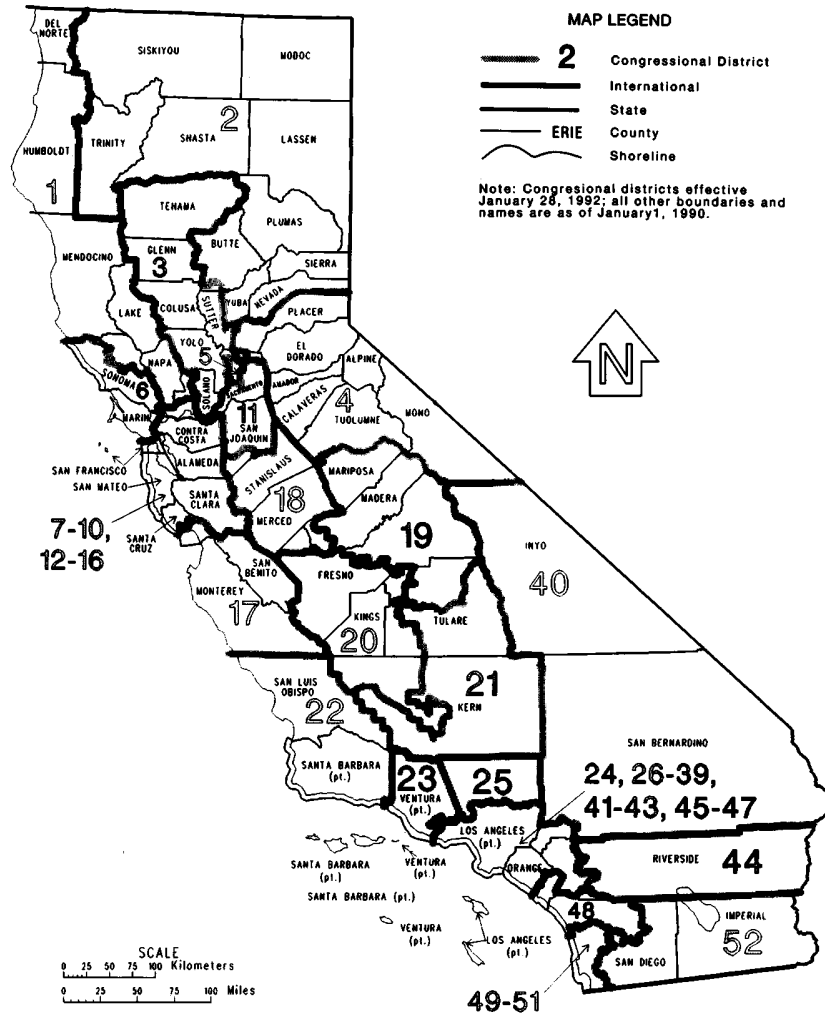 MAP LEGEND
2 Congressional District
International
State
ERIE County
Shoreline
Note: Congresional districts effective
January 28, 1992; all other boundaries and
names are as of January1, 1990.
DEL
NORTE
SISKIYOU
MODOC
HUMBOLDT
TRINITY
SHASTA
2
LASSEN
1
TENAMA
PLUMAS
MENDOCINO
GLENN
3
BUTTE
SIERRA
LAKE
COLUSA
SUTTER
YUBA
NEVADA
PLACER
YOLO
5
EL
DORADO
SONOMA
6
NAPA
SOLANO
SACRAMENTO
AMADOR
ALPINE
MARIN
11
SAN
JOAQUIN
CALAVERAS
4
TUOLUMNE
MONO
CONTRA
COSTA
ALAMEDA
SAN FRANCISCO
SAN MATEO
SANTA
CLARA
STANISLAUS
18
MERCED
MARIPOSA
MADERA
19
7-10,
12-16
SANTA
CRUZ
SAN
BENITO
MONTEREY
17
FRESNO
KINGS
20
TULARE
INYO
40
SAN LUIS
OBISPO
22
21
KERN
SAN BERNARDINO
SANTA BARBARA
(pt.)
23
VENTURA
(pt.)
25
LOS ANGELES
(pt.)
24, 26-39,
41-43, 45-47
ORANGE
RIVERSIDE
44
SANTA BARBARA
(pt.)
VENTURA
(pt.)
SANTA BARBARA (pt.)
VENTURA
(pt.)
LOS ANGELES
(pt.)
48
SAN DIEGO
IMPERIAL
52
49-51
SCALE
0 25 50 75 100 Kilometers
0 50 100 Miles